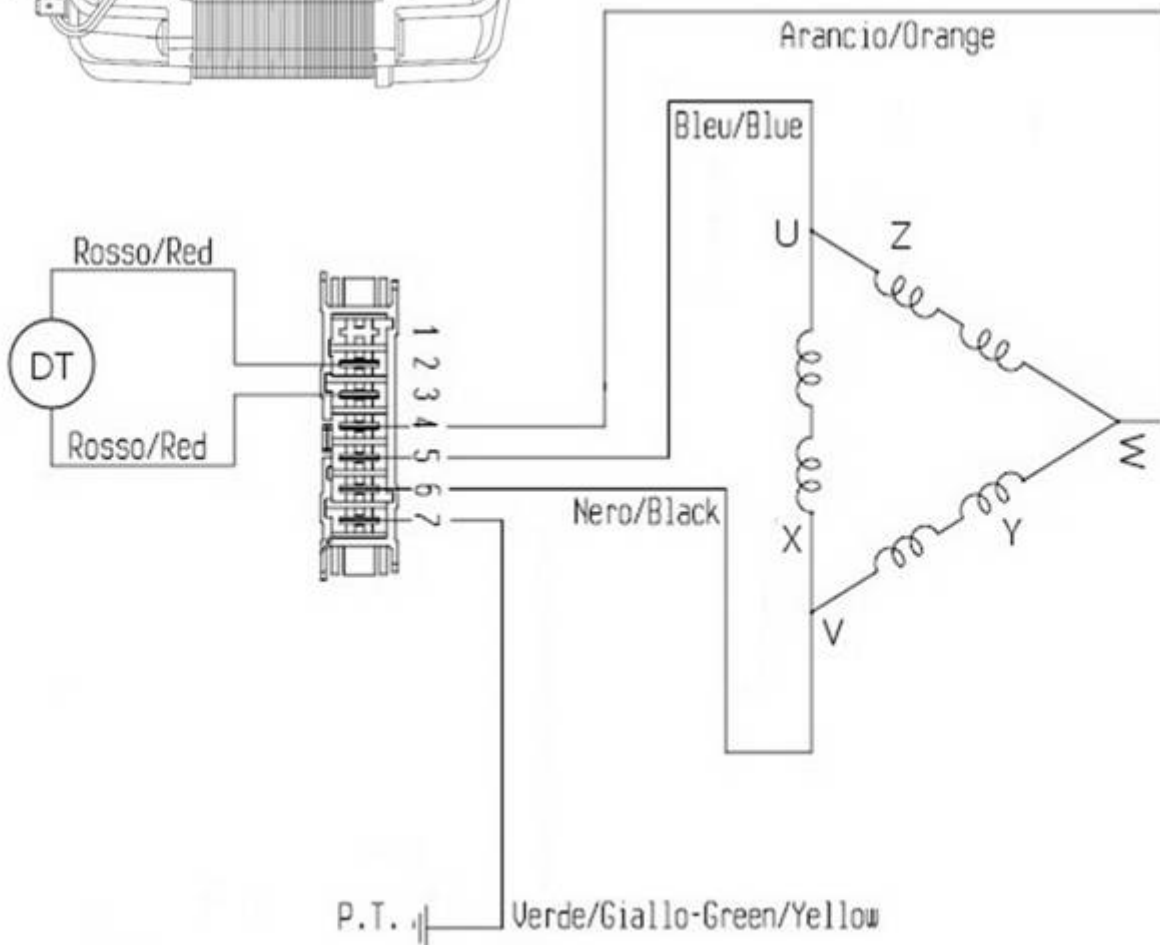 Arancio/Orange
Bleu/Blue
U
Z
Rosso/Red
1
2
DT
3
4
W
Rosso/Red
5
6
Nero/Black
Y
7
X
V
P.T.
Verde/Giallo-Green/Yellow